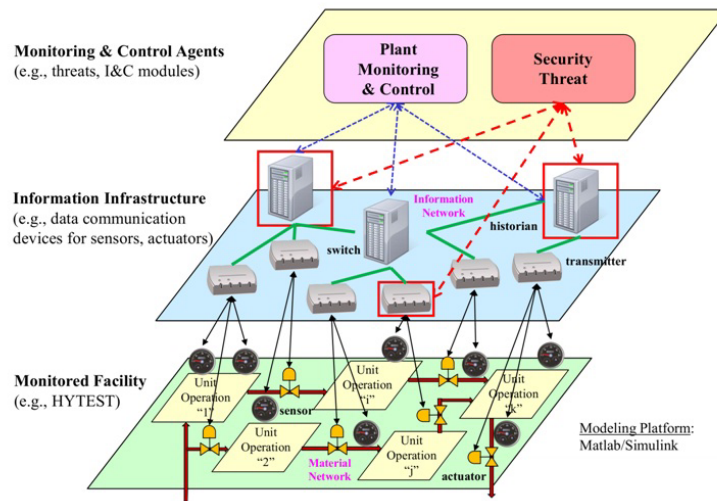 Monitoring & Control Agents
(e.g., threats, I&C modules)
Plant
Monitoring
& Control
Security
Threat
Information Infrastructure
(e.g., data communication
devices for sensors, actuators)
Information
Network
switch
historian
transmitter
Monitored Facility
(e.g., HYTEST)
Unit
Operation
"1"
sensor
Unit
Operation
"i"
Unit
Operation
"k"
Unit
Operation
"2"
Material
Network
Unit
Operation
"j"
actuator
Modeling Platform:
Matlab/Simulink